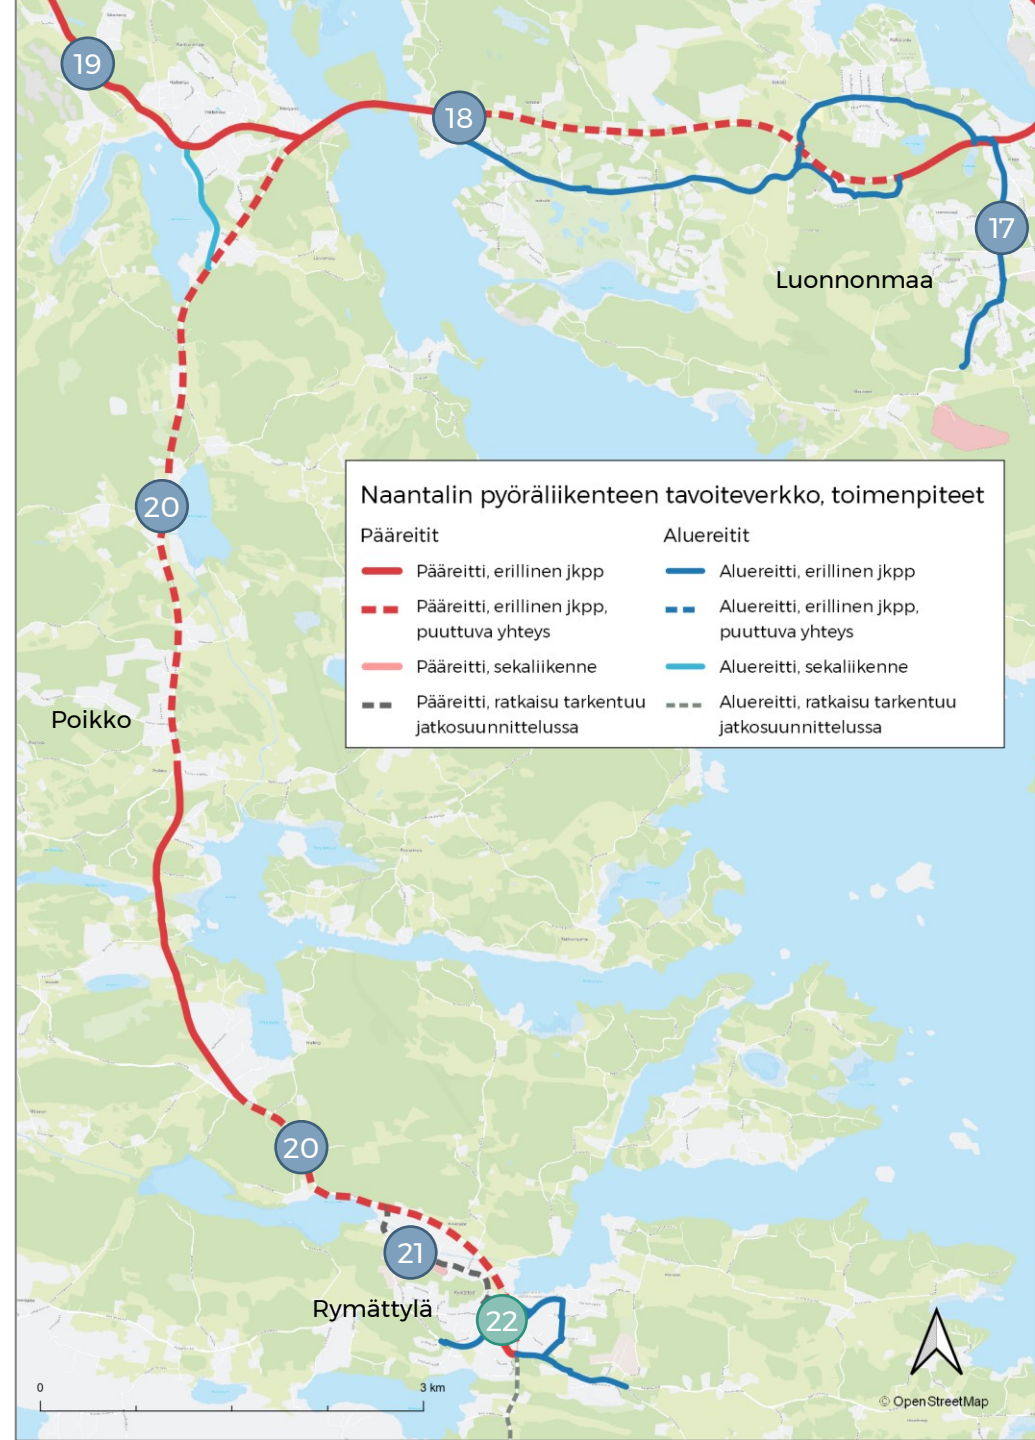 19
18
17
Luonnonmaa
20
Naantalin pyöräliikenteen tavoiteverkko, toimenpiteet
Pääreitit
Pääreitti, erillinen jkpp
Pääreitti, erillinen jkpp,
puuttuva yhteys
Pääreitti, sekaliikenne
Pääreitti, ratkaisu tarkentuu
jatkosuunnittelussa
Aluereitit
Aluereitti, erillinen jkpp
Aluereitti, erillinen jkpp,
puuttuva yhteys
Aluereitti, sekaliikenne
Aluereitti, ratkaisu tarkentuu
jatkosuunnittelussa
Poikko
20
21
Rymättylä
22
0
3 km
© OpenStreetMap